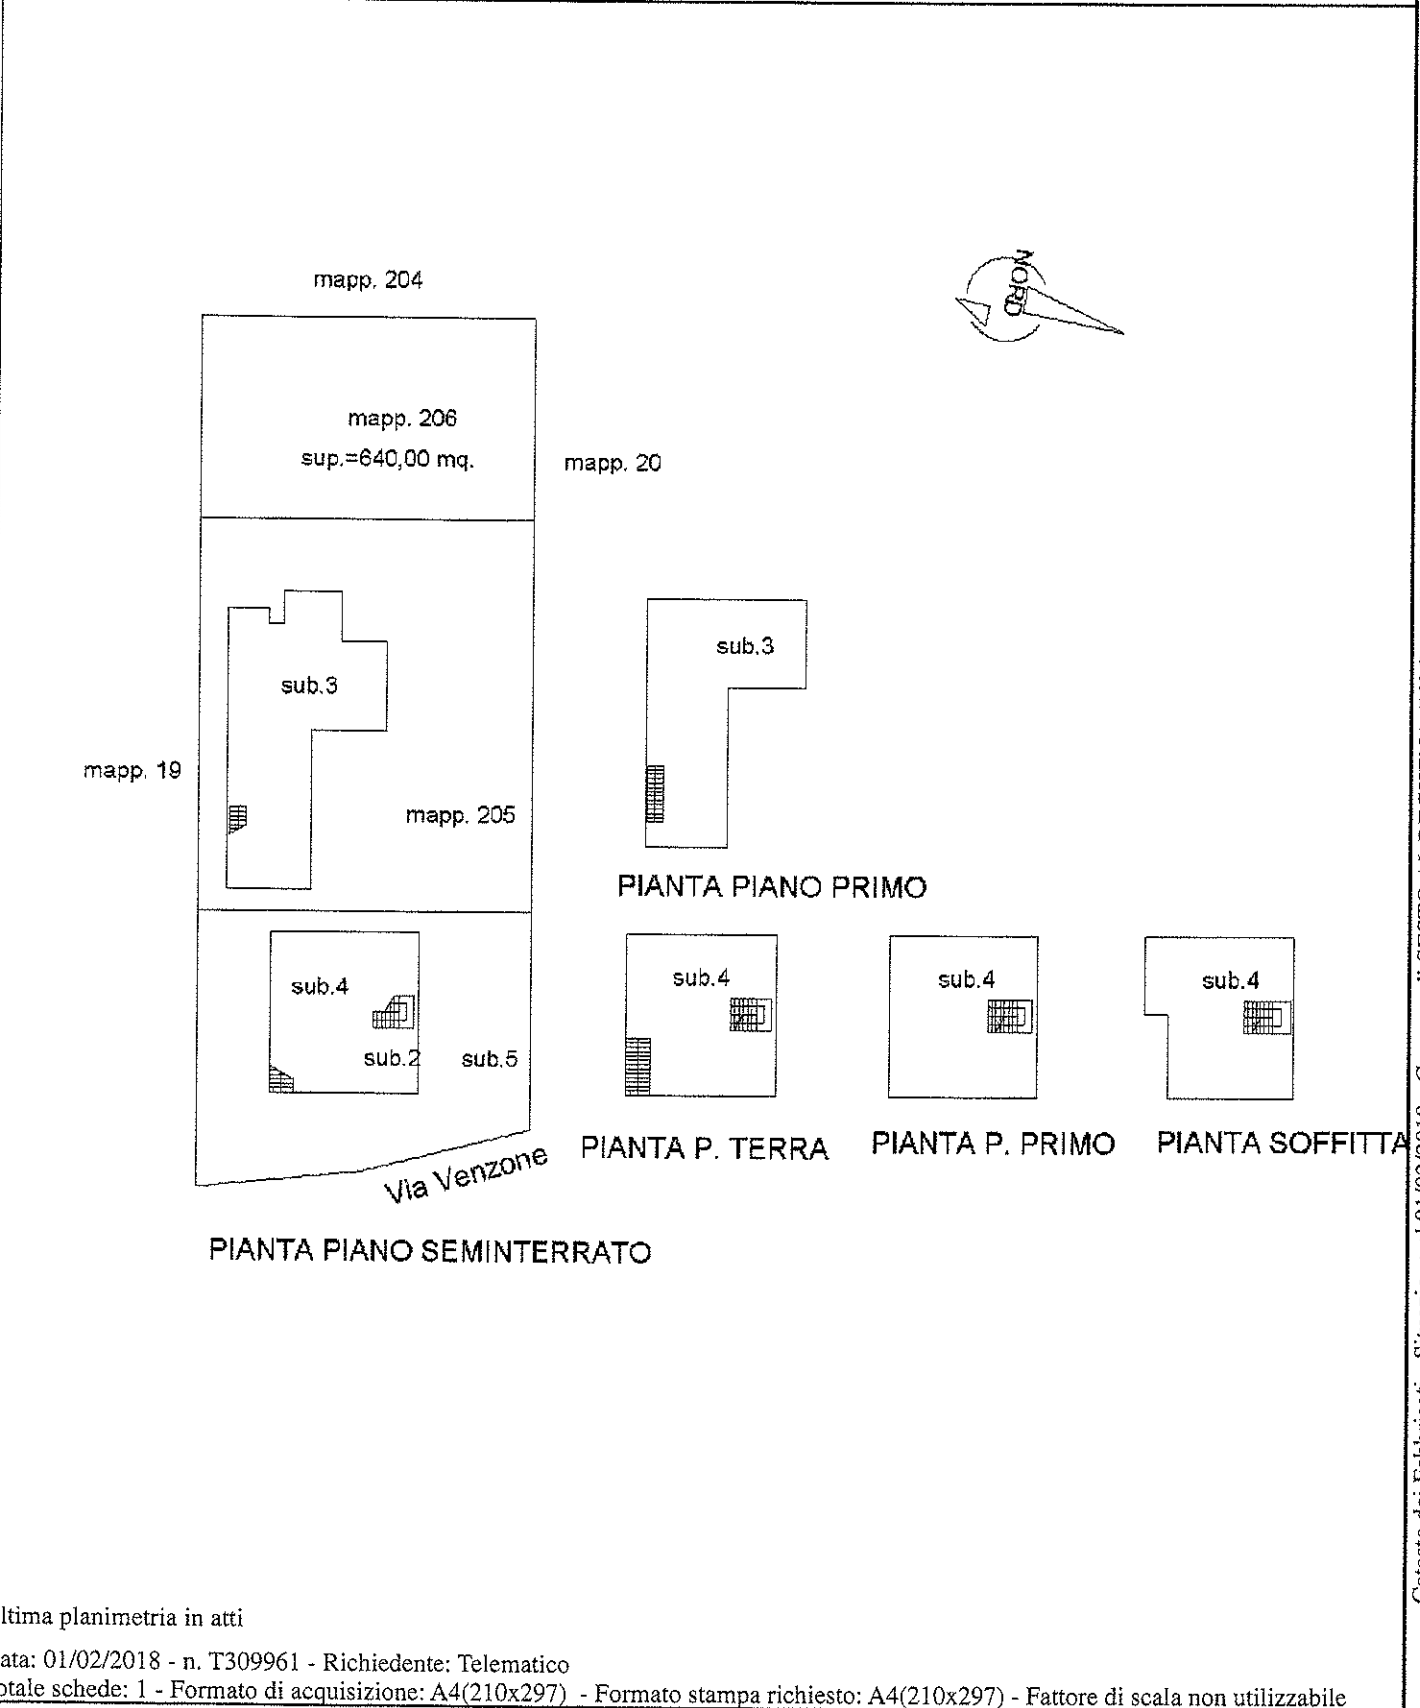 mapp. 204
NORD
mapp. 206
sup.=640,00 mq.
mapp. 20
sub.3
sub.3
mapp. 19
mapp. 205
PIANTA PIANO PRIMO
sub.4
sub.4
sub.4
sub.4
sub.2
sub.5
PIANTA P. TERRA
PIANTA P. PRIMO
PIANTA SOFFITTA
Via Venzone
PIANTA PIANO SEMINTERRATO
ltima planimetria in atti
ata: 01/02/2018 - n. T309961 - Richiedente: Telematico
otale schede: 1 - Formato di acquisizione: A4(210x297) - Formato stampa richiesto: A4(210x297) - Fattore di scala non utilizzabile